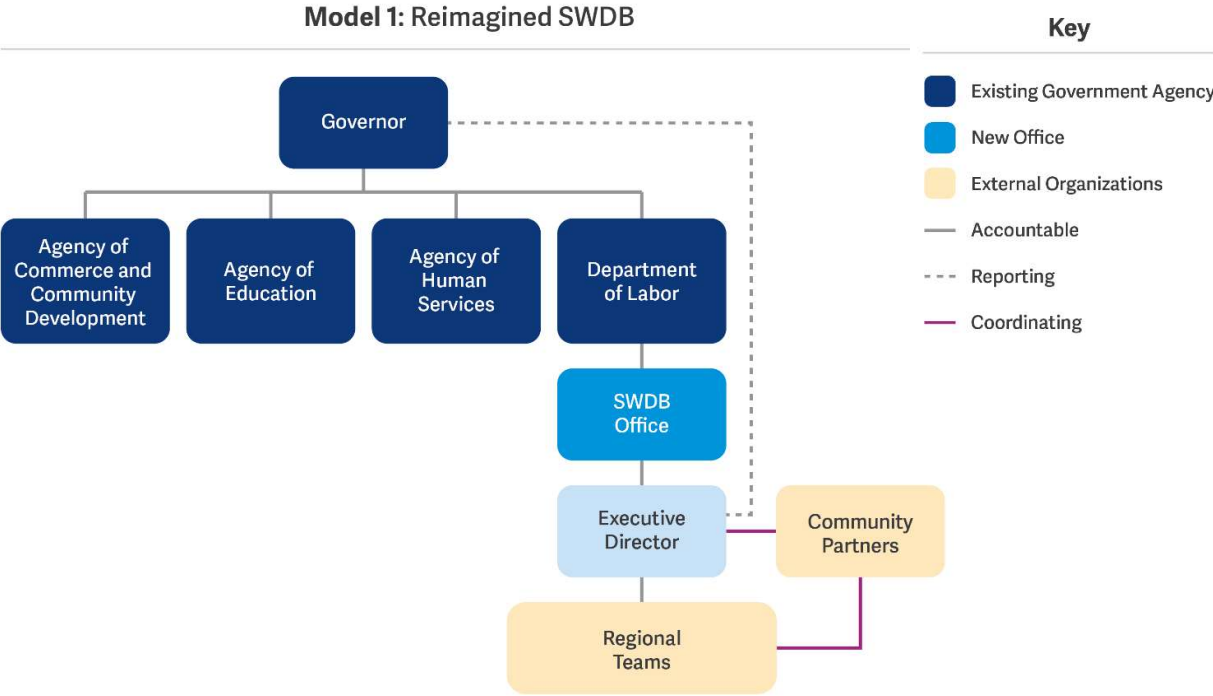 Model 1: Reimagined SWDB
Key
Existing Government Agency
New Office
External Organizations
Accountable
Reporting
Coordinating
Governor
Agency of
Commerce and
Community
Development
Agency of
Education
Agency of
Human
Services
Department
of Labor
SWDB
Office
Executive
Director
Community
Partners
Regional
Teams